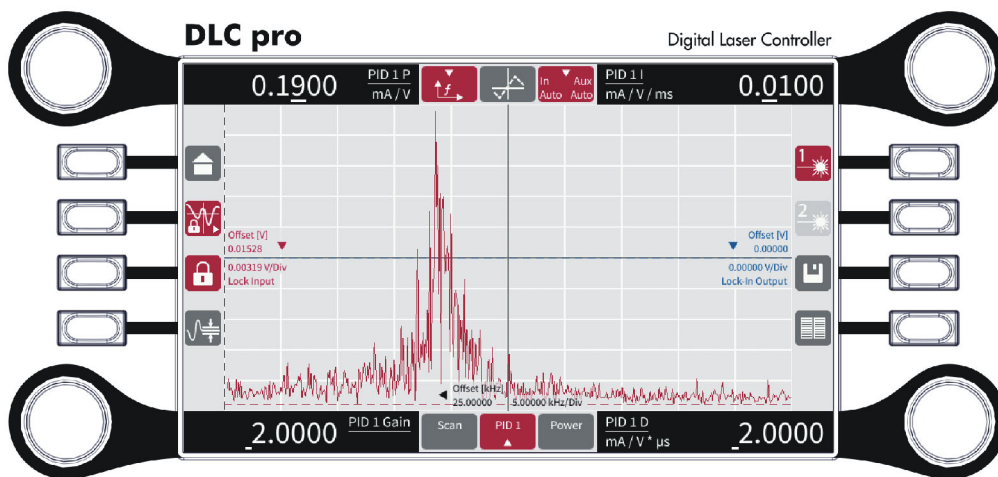 DLC pro
Digital Laser Controller
0.1900
PID 1 P
mA / V
f
In Aux
Auto Auto
PID 1 I
mA / V / ms
0.0100
1
2
Offset [V]
0.01528
0.00319 V/Div
Lock Input
Offset [V]
0.00000
0.00000 V/Div
Lock-In Output
Offset [kHz]
25.00000
5.00000 kHz/Div
2.0000
PID 1 Gain
Scan
PID 1
Power
PID 1 D
mA / V * µs
2.0000